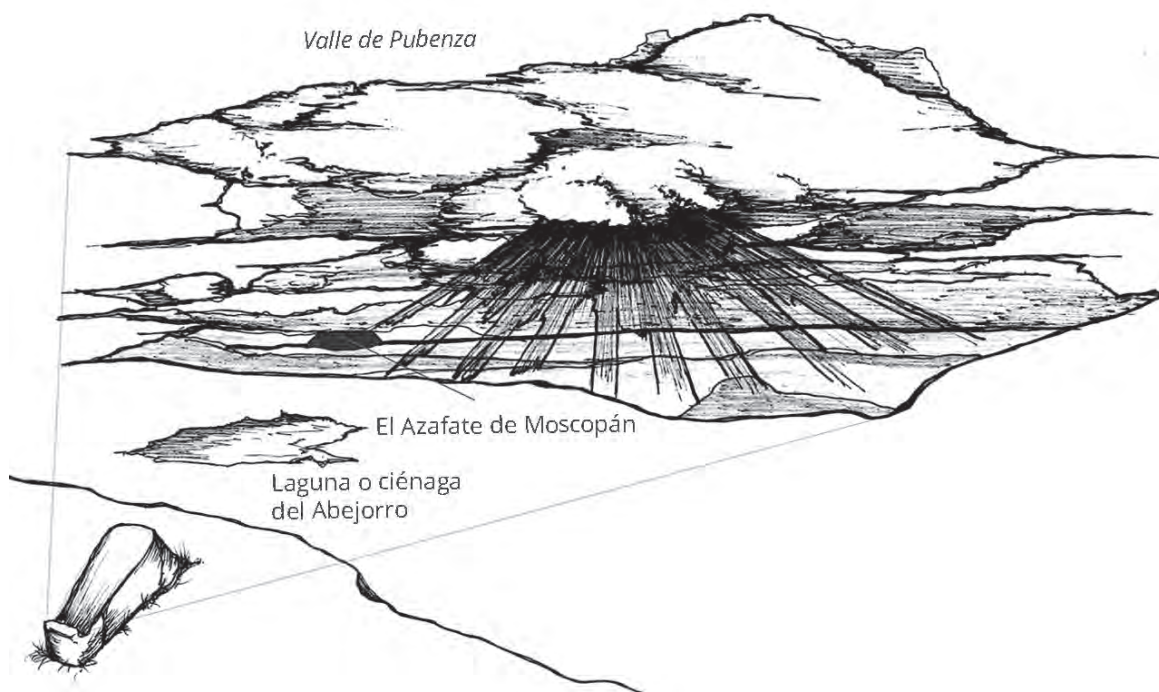 Valle de Pubenza
El Azafate de Moscopán
Laguna o ciénaga
del Abejorro